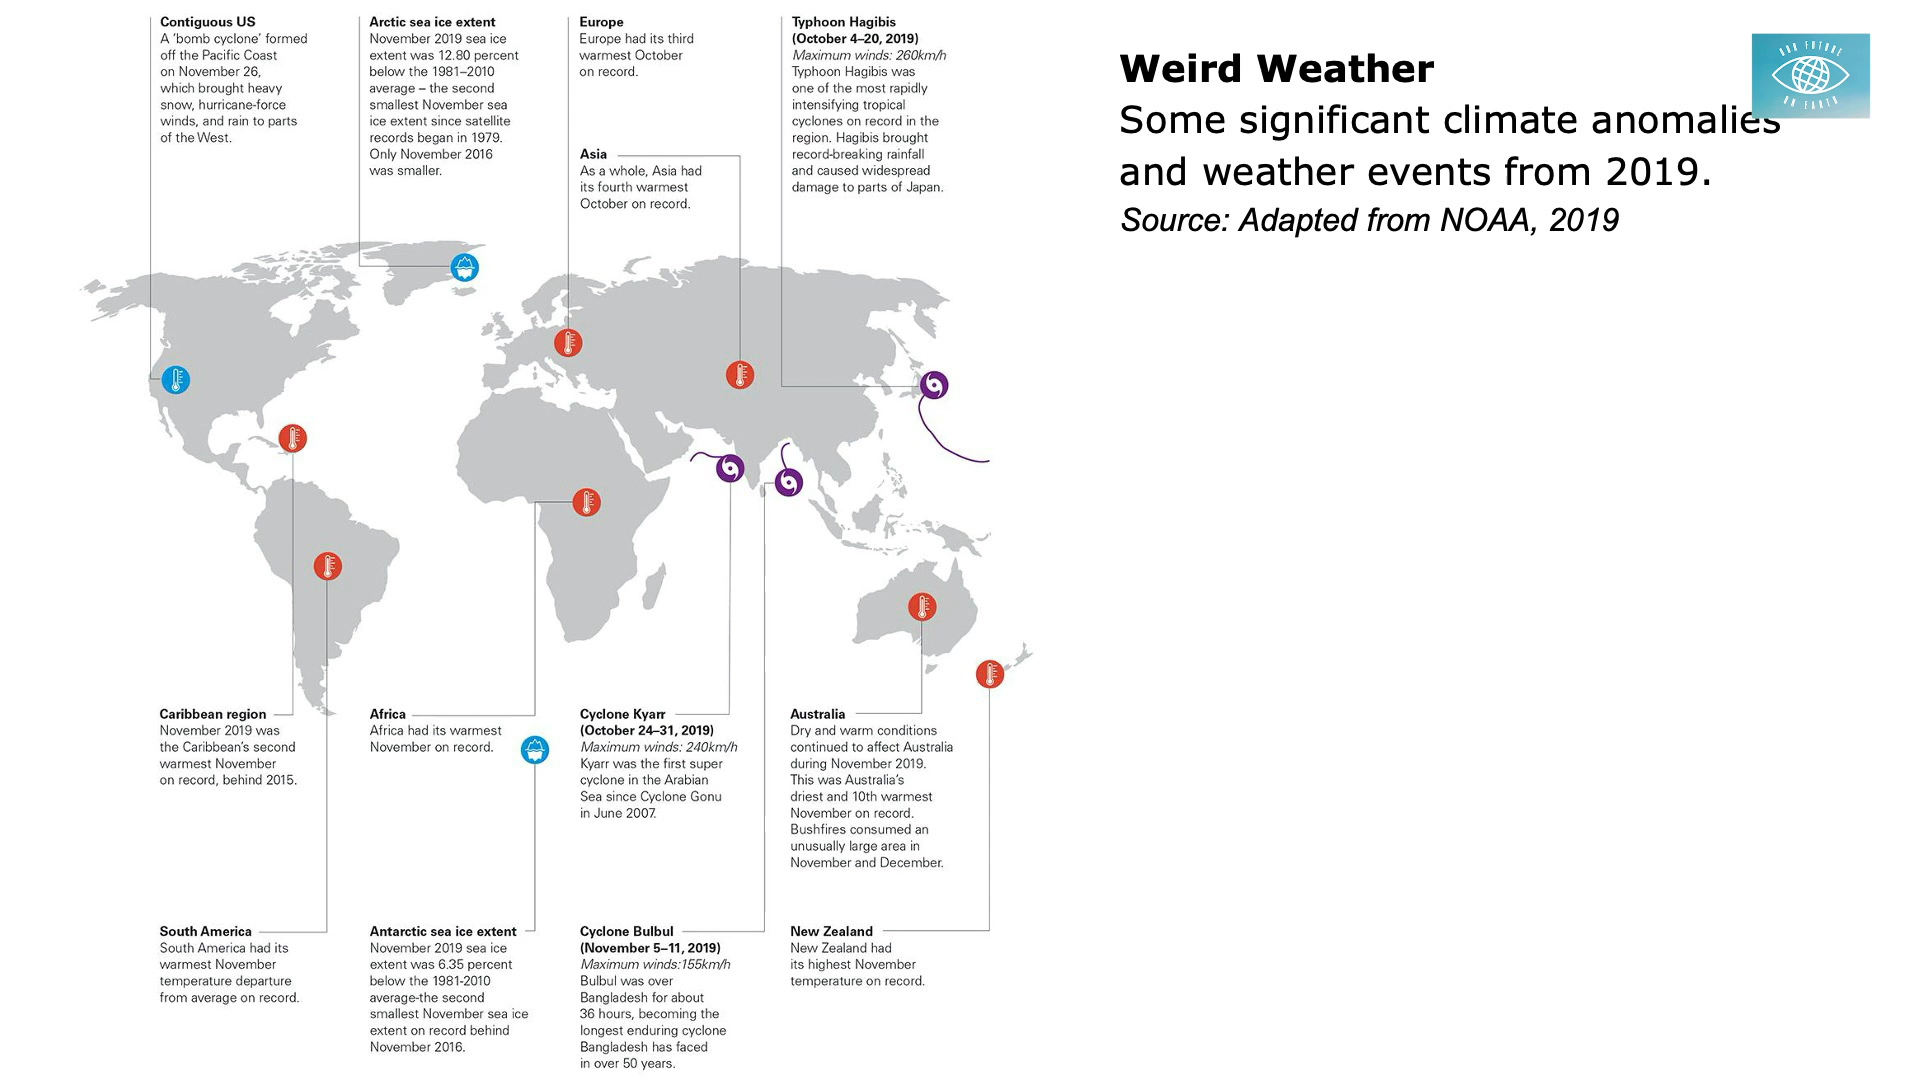 Contiguous US
A ‘bomb cyclone’ formed
off the Pacific Coast
on November 26,
which brought heavy
snow, hurricane-force
winds, and rain to parts
of the West.
Arctic sea ice extent
November 2019 sea ice
extent was 12.80 percent
below the 1981–2010
average – the second
smallest November sea
ice extent since satellite
records began in 1979.
Only November 2016
was smaller.
Europe
Europe had its third
warmest October
on record.
Asia
As a whole, Asia had
its fourth warmest
October on record.
Typhoon Hagibis
(October 4–20, 2019)
Maximum winds: 260km/h
Typhoon Hagibis was
one of the most rapidly
intensifying tropical
cyclones on record in the
region. Hagibis brought
record-breaking rainfall
and caused widespread
damage to parts of Japan.
Weird Weather
Some significant climate anomalies
and weather events from 2019.
Source: Adapted from NOAA, 2019
OUR FUTURE
ON EARTH
Caribbean region
November 2019 was
the Caribbean’s second
warmest November
on record, behind 2015.
Africa
Africa had its warmest
November on record.
Cyclone Kyarr
(October 24–31, 2019)
Maximum winds: 240km/h
Kyarr was the first super
cyclone in the Arabian
Sea since Cyclone Gonu
in June 2007.
Australia
Dry and warm conditions
continued to affect Australia
during November 2019.
This was Australia’s
driest and 10th warmest
November on record.
Bushfires consumed an
unusually large area in
November and December.
South America
South America had its
warmest November
temperature departure
from average on record.
Antarctic sea ice extent
November 2019 sea ice
extent was 6.35 percent
below the 1981-2010
average-the second
smallest November sea ice
extent on record behind
November 2016.
Cyclone Bulbul
(November 5–11, 2019)
Maximum winds:155km/h
Bulbul was over
Bangladesh for about
36 hours, becoming the
longest enduring cyclone
Bangladesh has faced
in over 50 years.
New Zealand
New Zealand had
its highest November
temperature on record.